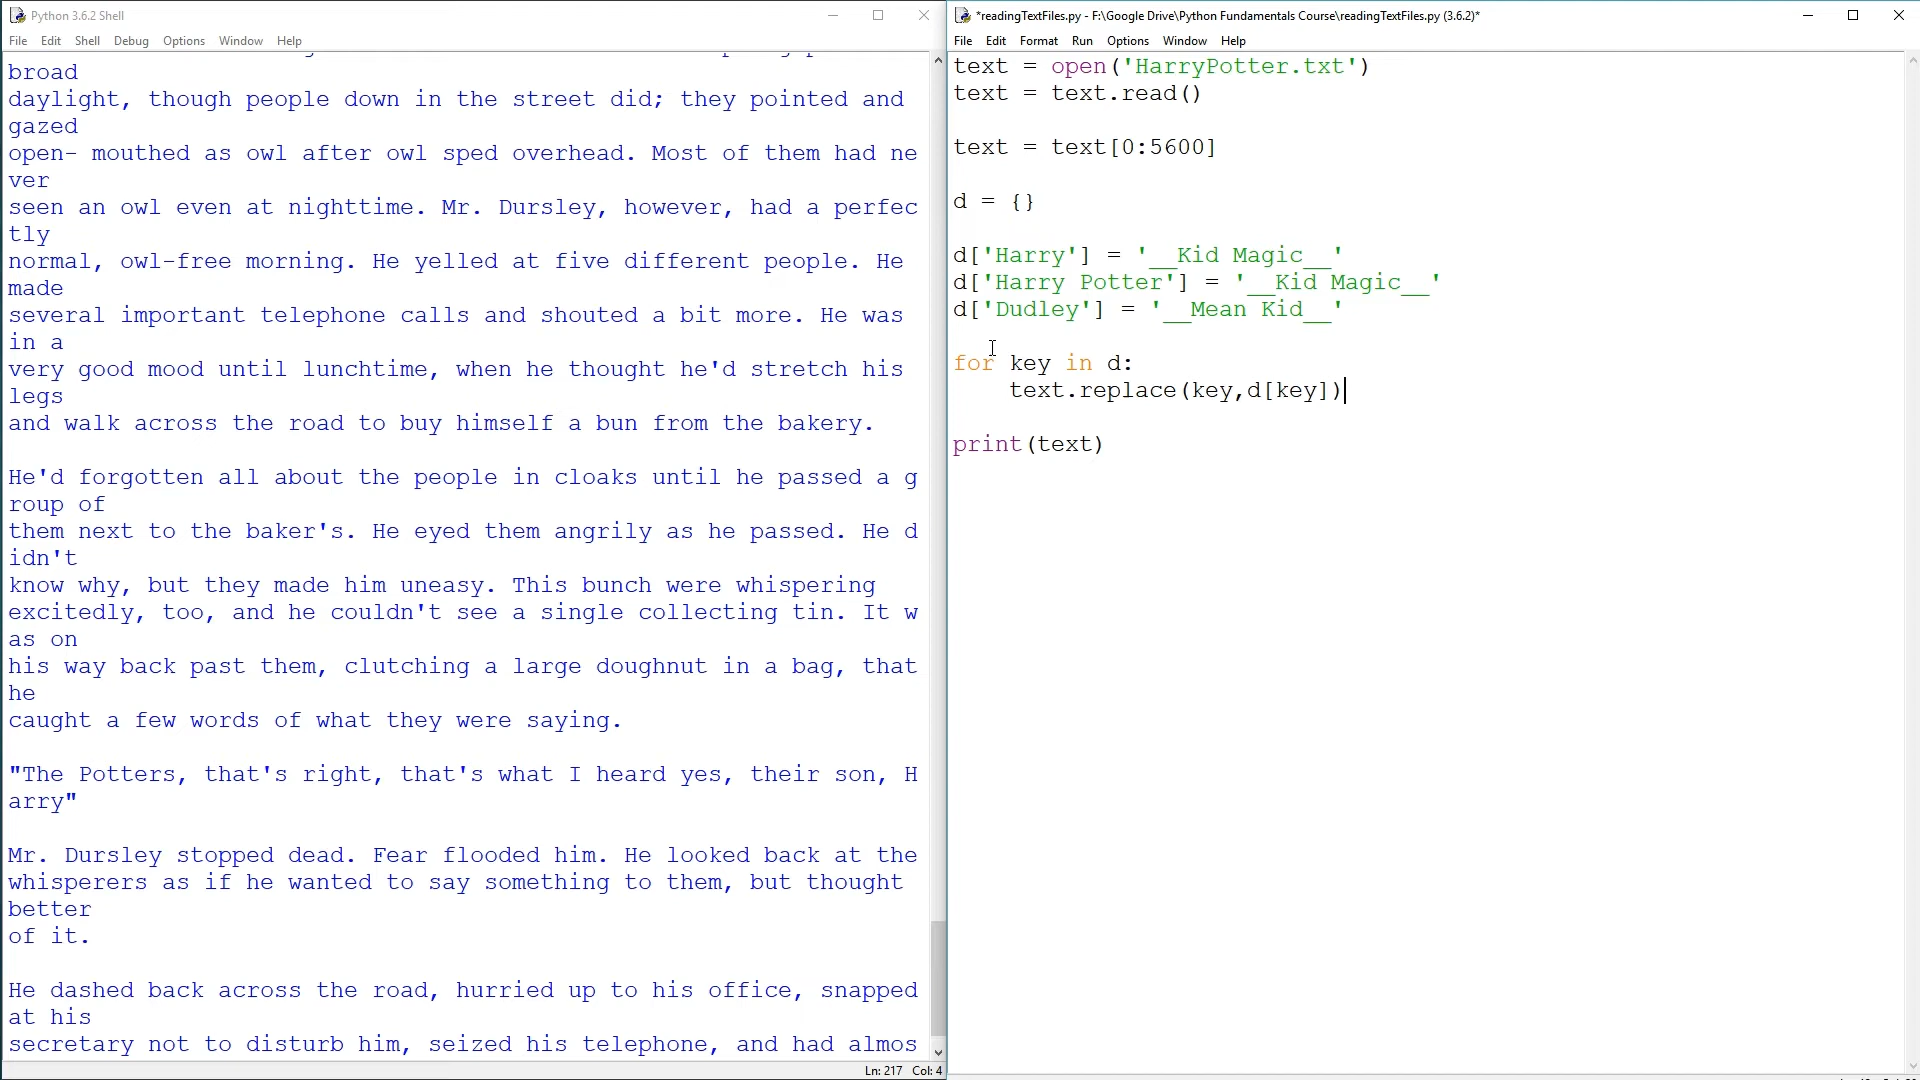 Python 3.6.2 Shell
File Edit Shell Debug Options Window Help
broad
daylight, though people down in the street did; they pointed and
gazed
open- mouthed as owl after owl sped overhead. Most of them had ne
ver
seen an owl even at nighttime. Mr. Dursley, however, had a perfec
tly
normal, owl-free morning. He yelled at five different people. He
made
several important telephone calls and shouted a bit more. He was
in a
very good mood until lunchtime, when he thought he'd stretch his
legs
and walk across the road to buy himself a bun from the bakery.
He'd forgotten all about the people in cloaks until he passed a g
roup of
them next to the baker's. He eyed them angrily as he passed. He d
idn't
know why, but they made him uneasy. This bunch were whispering
excitedly, too, and he couldn't see a single collecting tin. It w
as on
his way back past them, clutching a large doughnut in a bag, that
he
caught a few words of what they were saying.
"The Potters, that's right, that's what I heard yes, their son, H
arry"
Mr. Dursley stopped dead. Fear flooded him. He looked back at the
whisperers as if he wanted to say something to them, but thought
better
of it.
He dashed back across the road, hurried up to his office, snapped
at his
secretary not to disturb him, seized his telephone, and had almos
Ln: 217 Col: 4
*readingTextFiles.py - F:\Google Drive\Python Fundamentals Course\readingTextFiles.py (3.6.2)*
File Edit Format Run Options Window Help
text = open('HarryPotter.txt')
text = text.read()
text = text[0:5600]
d = {}
d['Harry'] = '__Kid Magic__'
d['Harry Potter'] = '__Kid Magic__'
d['Dudley'] = '__Mean Kid__'
for key in d:
    text.replace(key,d[key])
print(text)